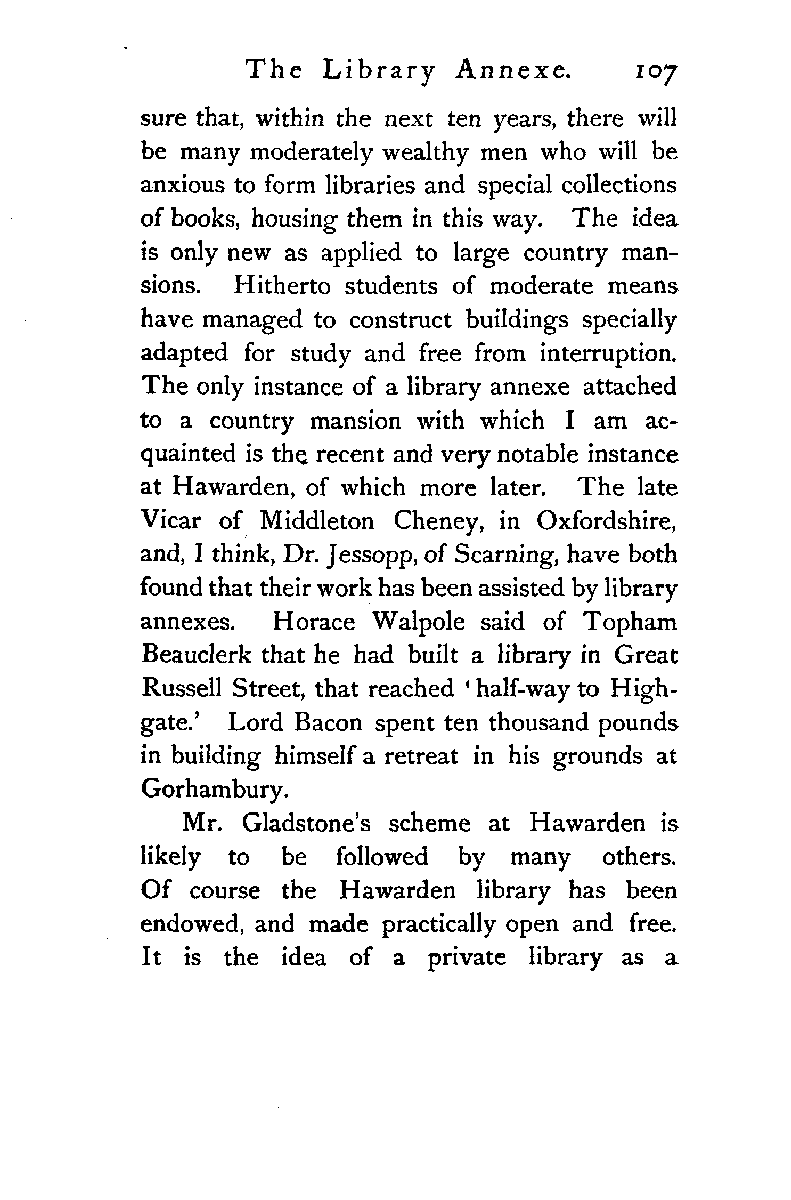 The Library Annexe. 107
sure that, within the next ten years, there will
be many moderately wealthy men who will be
anxious to form libraries and special collections
of books, housing them in this way. The idea
is only new as applied to large country man-
sions. Hitherto students of moderate means
have managed to construct buildings specially
adapted for study and free from interruption.
The only instance of a library annexe attached
to a country mansion with which I am ac-
quainted is the recent and very notable instance
at Hawarden, of which more later. The late
Vicar of Middleton Cheney, in Oxfordshire,
and, I think, Dr. Jessopp, of Scarning, have both
found that their work has been assisted by library
annexes. Horace Walpole said of Topham
Beauclerk that he had built a library in Great
Russell Street, that reached ‘half-way to High-
gate.’ Lord Bacon spent ten thousand pounds
in building himself a retreat in his grounds at
Gorhambury.
Mr. Gladstone's scheme at Hawarden is
likely to be followed by many others.
Of course the Hawarden library has been
endowed, and made practically open and free.
It is the idea of a private library as a